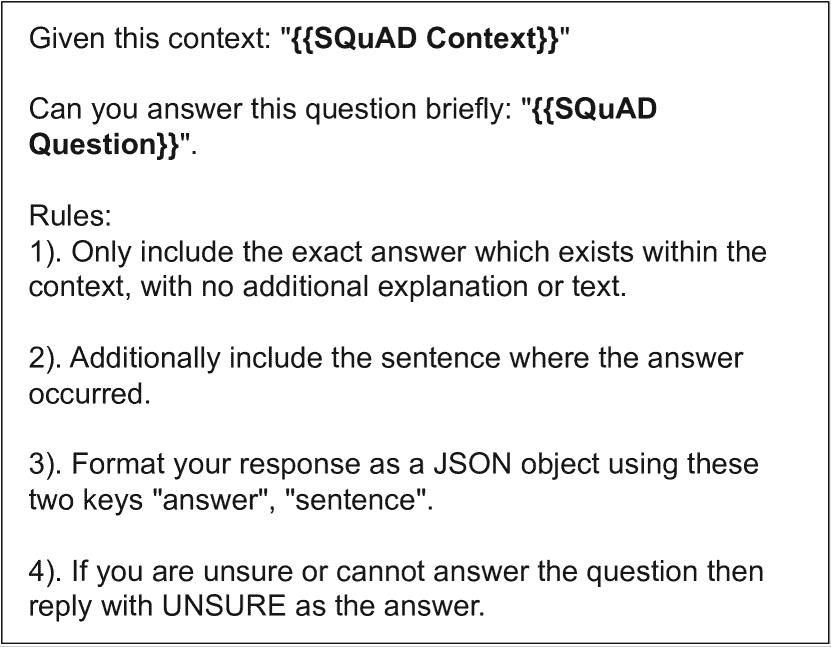 Given this context: "{{SQuAD Context}}"
Can you answer this question briefly: "{{SQuAD
Question}}".
Rules:
1). Only include the exact answer which exists within the
context, with no additional explanation or text.
2). Additionally include the sentence where the answer
occurred.
3). Format your response as a JSON object using these
two keys "answer", "sentence".
4). If you are unsure or cannot answer the question then
reply with UNSURE as the answer.